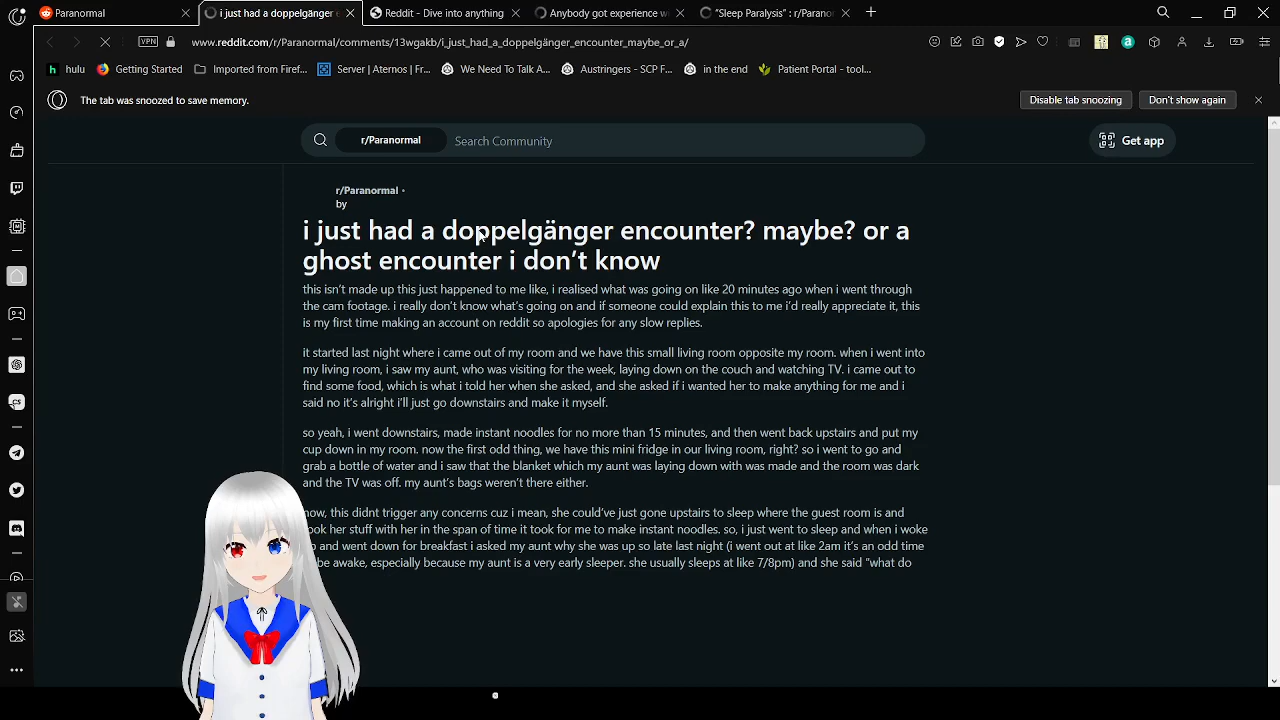 Paranormal
i just had a doppelgänger e
Reddit - Dive into anything
Anybody got experience w
"Sleep Paralysis" : r/Paranor
VPN
www.reddit.com/r/Paranormal/comments/13wgakb/i_just_had_a_doppelgänger_encounter_maybe_or_a/
h hulu
Getting Started
Imported from Firef...
Server | Aternos | Fr...
We Need To Talk A...
Austringers - SCP F...
in the end
Patient Portal - tool...
The tab was snoozed to save memory.
Disable tab snoozing
Don't show again
r/Paranormal
Search Community
Get app
r/Paranormal •
by
i just had a doppelgänger encounter? maybe? or a
ghost encounter i don't know
this isn't made up this just happened to me like, i realised what was going on like 20 minutes ago when i went through
the cam footage. i really don't know what's going on and if someone could explain this to me i'd really appreciate it, this
is my first time making an account on reddit so apologies for any slow replies.
it started last night where i came out of my room and we have this small living room opposite my room. when i went into
my living room, i saw my aunt, who was visiting for the week, laying down on the couch and watching TV. i came out to
find some food, which is what i told her when she asked, and she asked if i wanted her to make anything for me and i
said no it's alright i'll just go downstairs and make it myself.
so yeah, i went downstairs, made instant noodles for no more than 15 minutes, and then went back upstairs and put my
cup down in my room. now the first odd thing, we have this mini fridge in our living room, right? so i went to go and
grab a bottle of water and i saw that the blanket which my aunt was laying down with was made and the room was dark
and the TV was off. my aunt's bags weren't there either.
now, this didnt trigger any concerns cuz i mean, she could've just gone upstairs to sleep where the guest room is and
ook her stuff with her in the span of time it took for me to make instant noodles. so, i just went to sleep and when i woke
p and went down for breakfast i asked my aunt why she was up so late last night (i went out at like 2am it's an odd time
be awake, especially because my aunt is a very early sleeper. she usually sleeps at like 7/8pm) and she said "what do